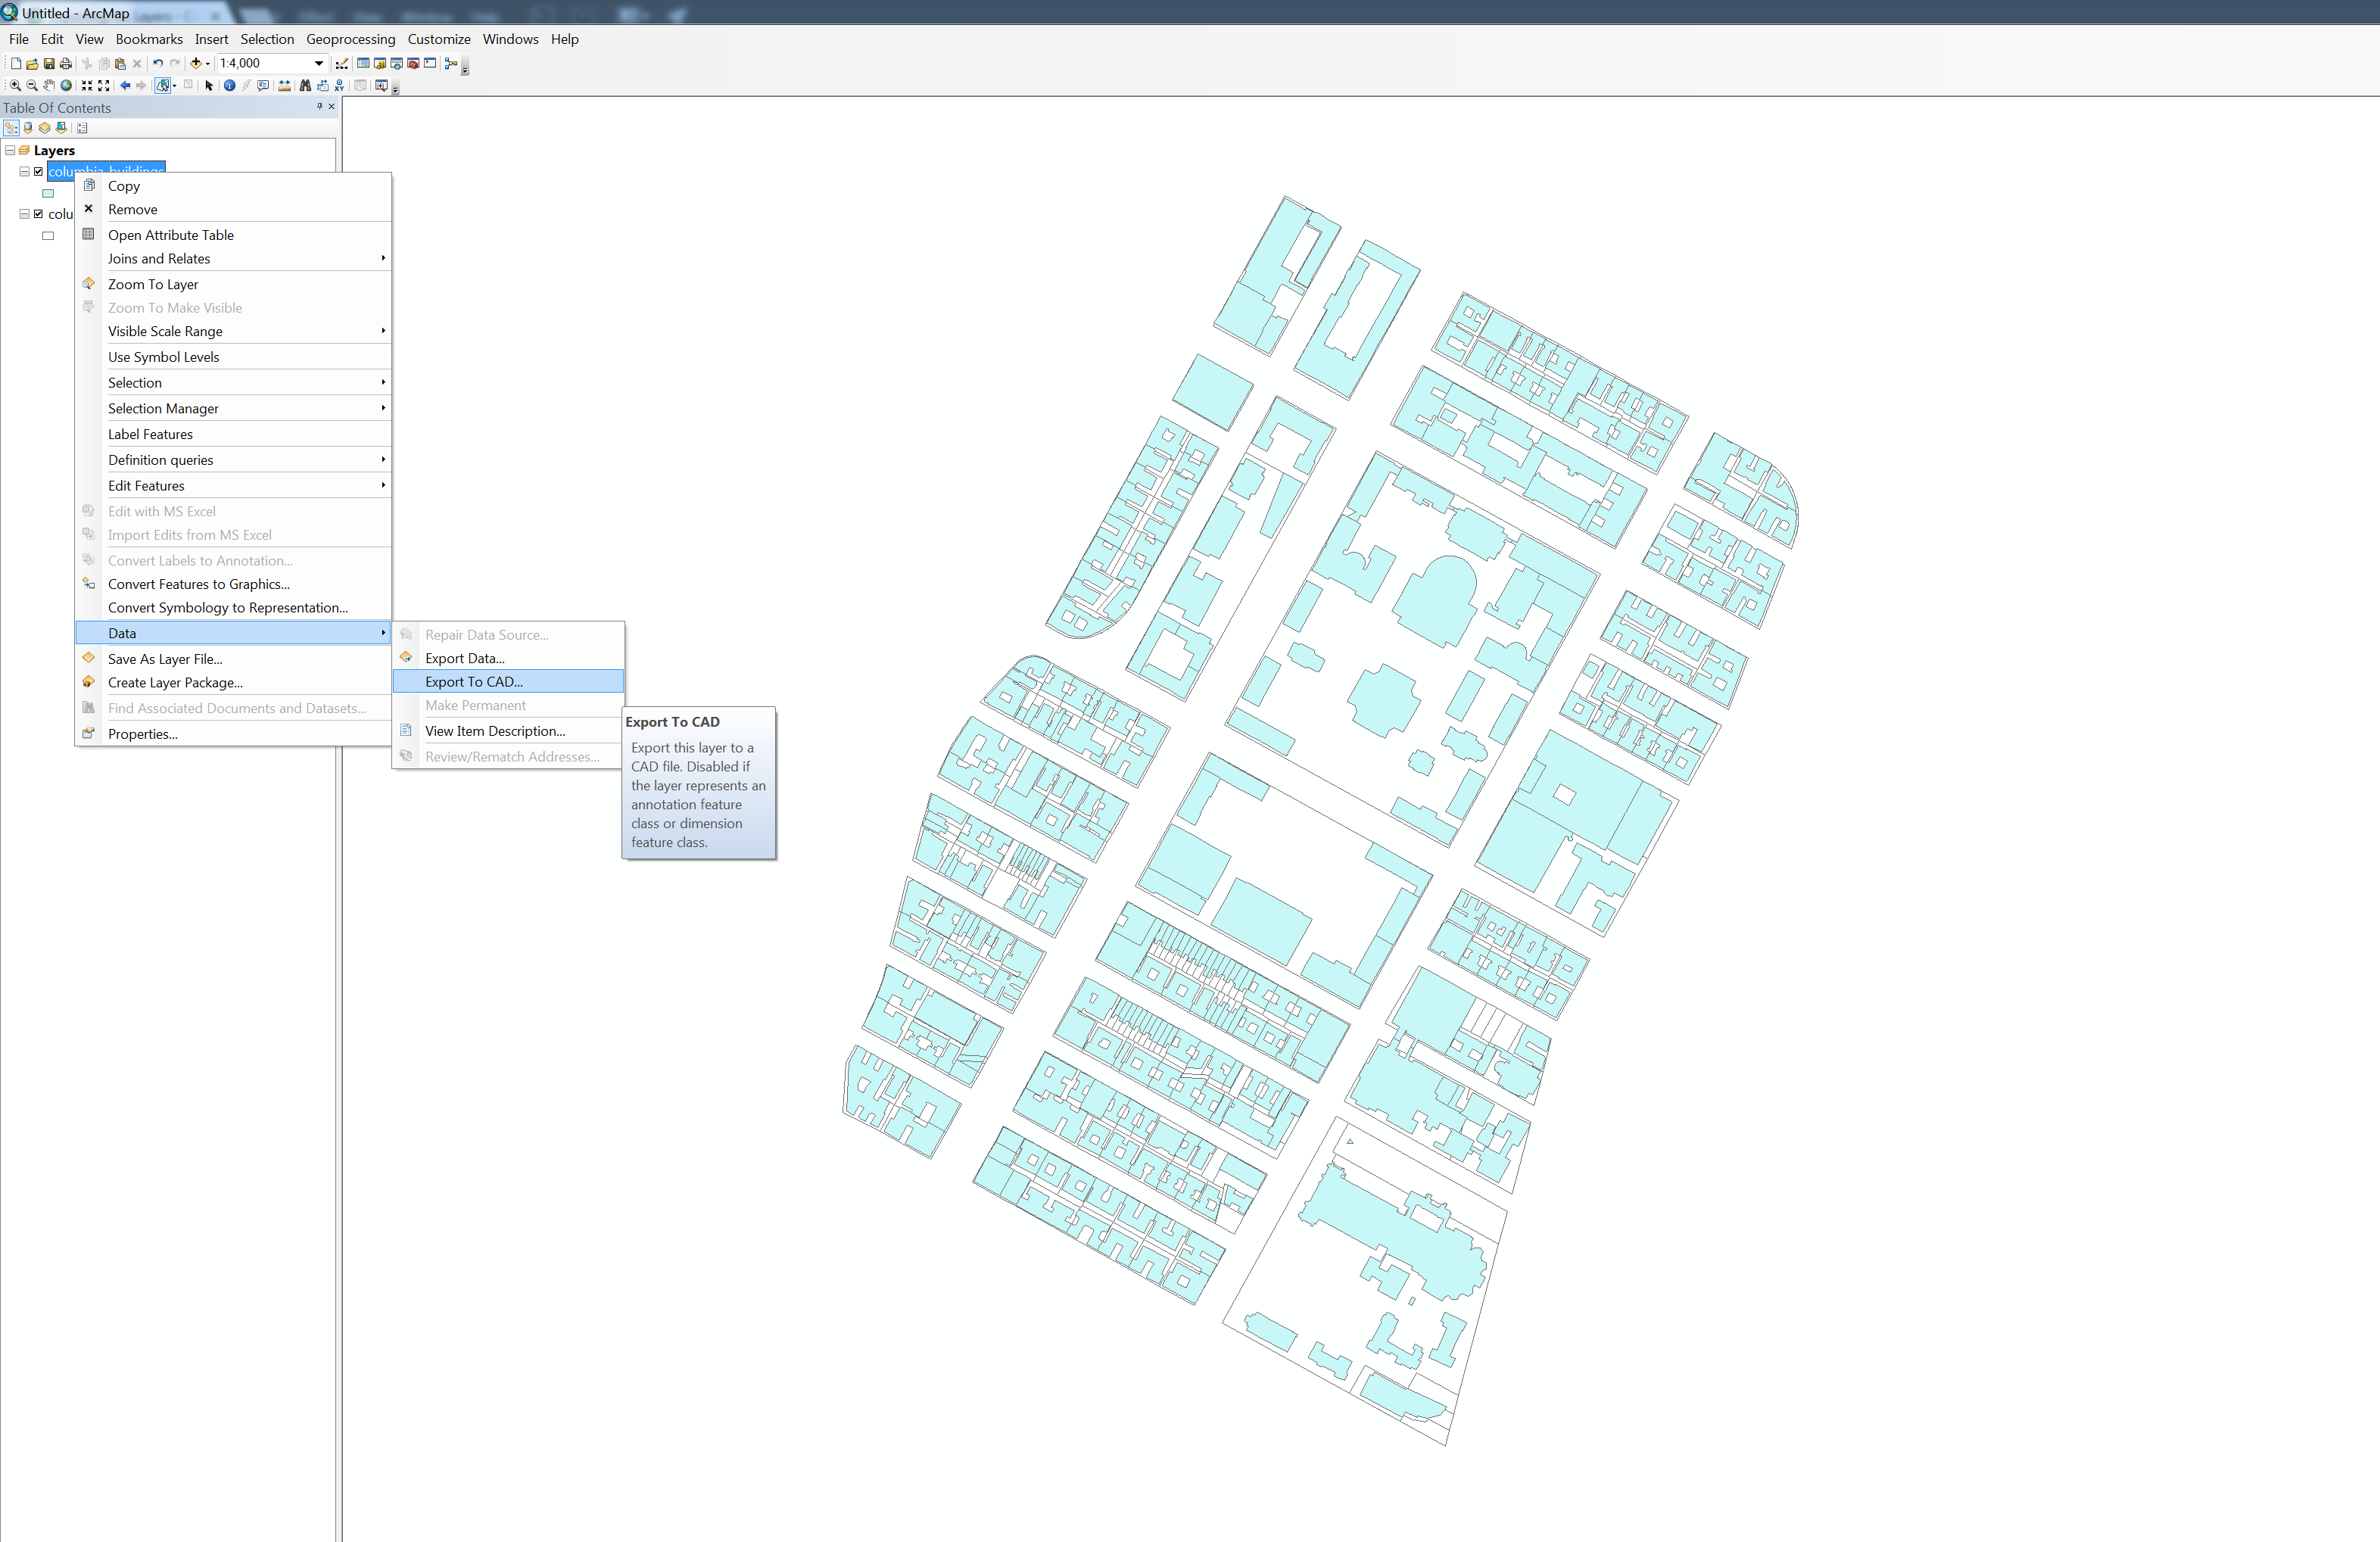 Untitled - ArcMap
File Edit View Bookmarks Insert Selection Geoprocessing Customize Windows Help
1:4,000
Table Of Contents
Layers
columbia_buildings
colu
Copy
Remove
Open Attribute Table
Joins and Relates
Zoom To Layer
Zoom To Make Visible
Visible Scale Range
Use Symbol Levels
Selection
Selection Manager
Label Features
Definition queries
Edit Features
Edit with MS Excel
Import Edits from MS Excel
Convert Labels to Annotation...
Convert Features to Graphics...
Convert Symbology to Representation...
Data
Save As Layer File...
Create Layer Package...
Find Associated Documents and Datasets...
Properties...
Repair Data Source...
Export Data...
Export To CAD...
Make Permanent
View Item Description...
Review/Rematch Addresses...
Export To CAD
Export this layer to a
CAD file. Disabled if
the layer represents an
annotation feature
class or dimension
feature class.